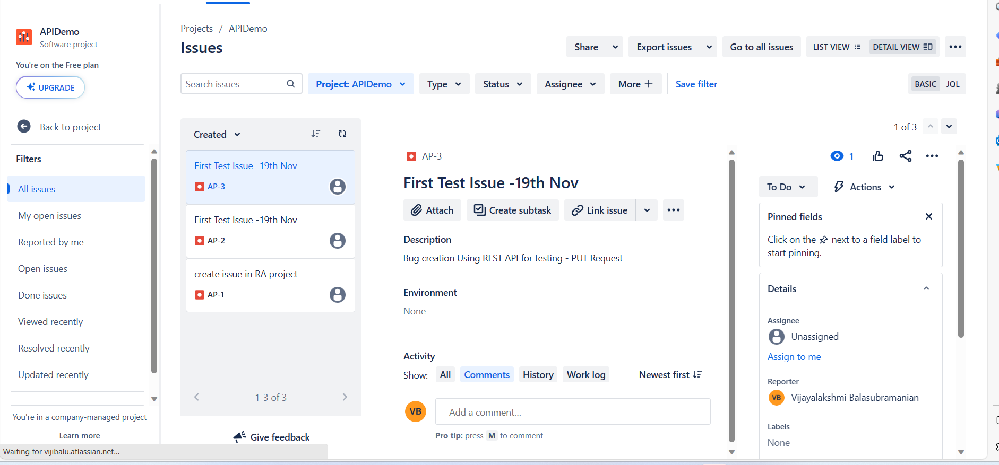 APIDemo
Software project
You're on the Free plan
UPGRADE
Back to project
Filters
All issues
My open issues
Reported by me
Open issues
Done issues
Viewed recently
Resolved recently
Updated recently
You're in a company-managed project
Learn more
Waiting for vijibalu.atlassian.net...
Projects / APIDemo
Issues
Share
Export issues
Go to all issues
LIST VIEW
DETAIL VIEW
Search issues
Project: APIDemo
Type
Status
Assignee
More +
Save filter
BASIC
JQL
Created
First Test Issue -19th Nov
AP-3
First Test Issue -19th Nov
AP-2
create issue in RA project
AP-1
1-3 of 3
Give feedback
1 of 3
AP-3
First Test Issue -19th Nov
Attach
Create subtask
Link issue
Description
Bug creation Using REST API for testing - PUT Request
Environment
None
Activity
Show: All Comments History Work log
Newest first
VB
Add a comment...
Pro tip: press M to comment
1
To Do
Actions
Pinned fields
Click on the next to a field label to
start pinning.
Details
Assignee
Unassigned
Assign to me
Reporter
VB Vijayalakshmi Balasubramanian
Labels
None